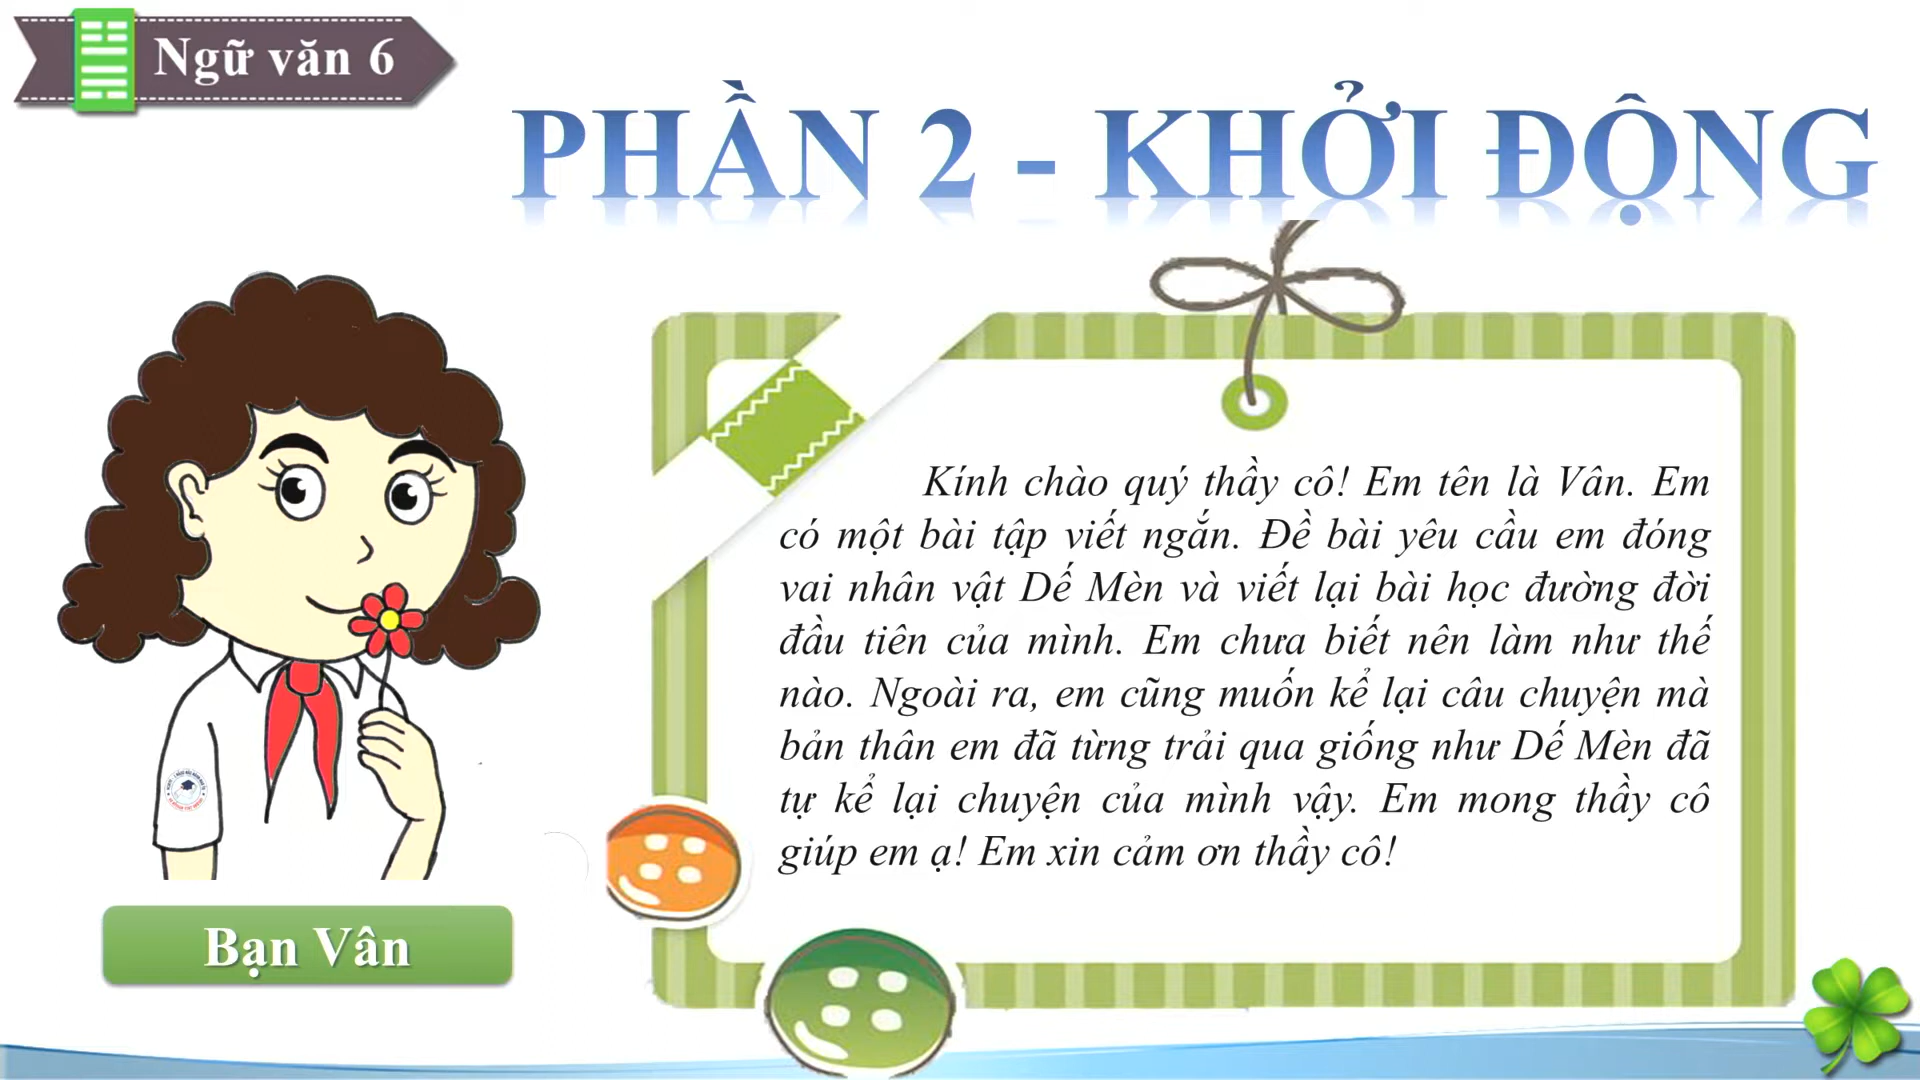 Ngữ văn 6
PHẦN 2 - KHỞI ĐỘNG
Kính chào quý thầy cô! Em tên là Vân. Em
có một bài tập viết ngắn. Đề bài yêu cầu em đóng
vai nhân vật Dế Mèn và viết lại bài học đường đời
đầu tiên của mình. Em chưa biết nên làm như thế
nào. Ngoài ra, em cũng muốn kể lại câu chuyện mà
bản thân em đã từng trải qua giống như Dế Mèn đã
tự kể lại chuyện của mình vậy. Em mong thầy cô
giúp em ạ! Em xin cảm ơn thầy cô!
Bạn Vân